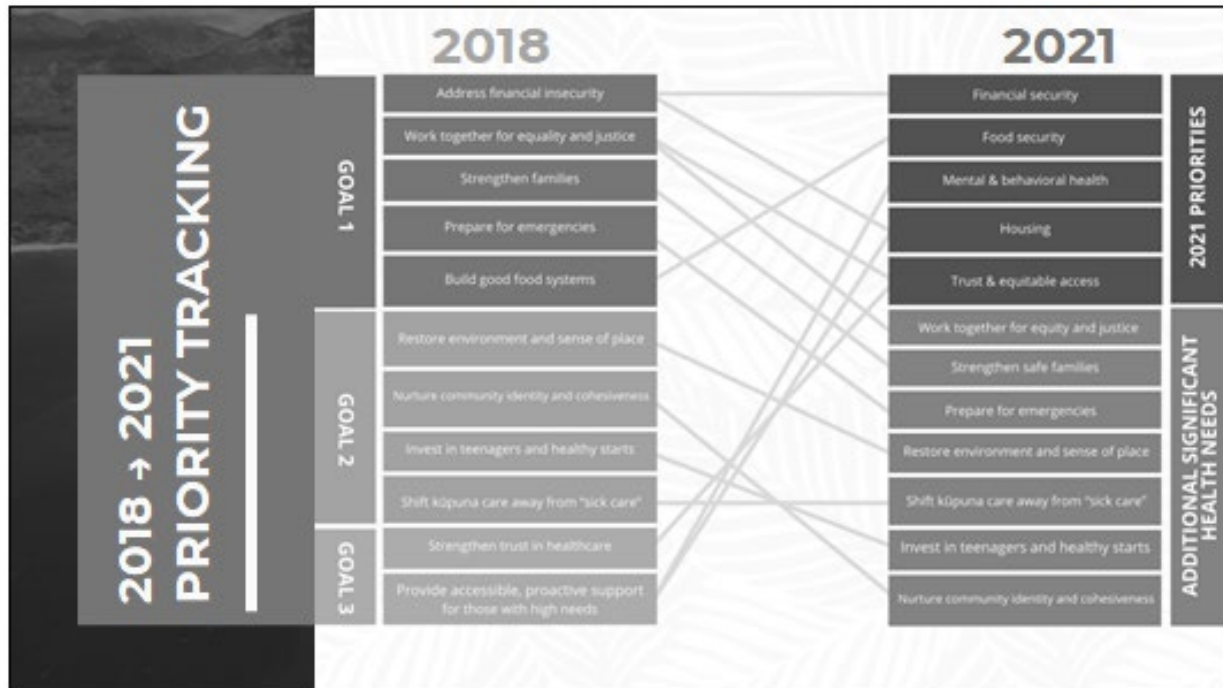 2018 → 2021
PRIORITY TRACKING
2018
GOAL 1
Address financial insecurity
Work together for equality and justice
Strengthen families
Prepare for emergencies
Build good food systems
GOAL 2
Restore environment and sense of place
Nurture community identity and cohesiveness
Invest in teenagers and healthy starts
Shift kūpuna care away from “sick care”
GOAL 3
Strengthen trust in healthcare
Provide accessible, proactive support
for those with high needs
2021
Financial security
Food security
Mental & behavioral health
Housing
Trust & equitable access
2021 PRIORITIES
Work together for equity and justice
Strengthen safe families
Prepare for emergencies
Restore environment and sense of place
Shift kūpuna care away from “sick care”
Invest in teenagers and healthy starts
Nurture community identity and cohesiveness
ADDITIONAL SIGNIFICANT
HEALTH NEEDS